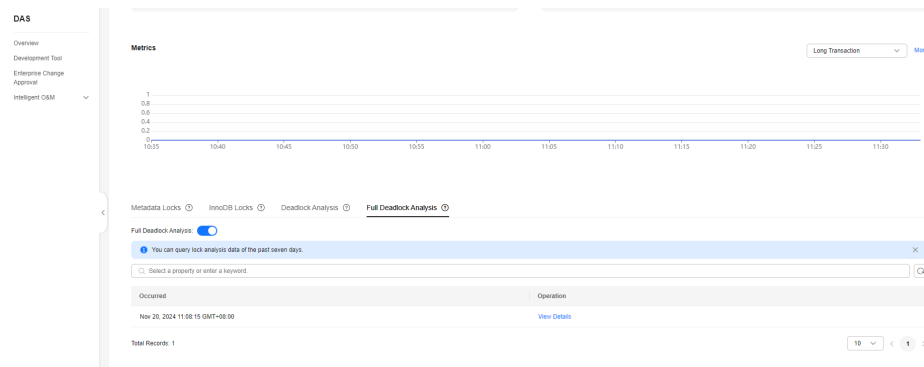 DAS
Overview
Development Tool
Enterprise Change
Approval
Intelligent O&M
Metrics
Long Transaction
1
0.8
0.6
0.4
0.2
0
10:35 10:40 10:45 10:50 10:55 11:00 11:05 11:10 11:15 11:20 11:25 11:30
Metadata Locks InnoDB Locks Deadlock Analysis Full Deadlock Analysis
Full Deadlock Analysis:
You can query lock analysis data of the past seven days.
Select a property or enter a keyword.
Occurred Operation
Nov 20, 2024 11:08:15 GMT+08:00 View Details
Total Records: 1 10 1